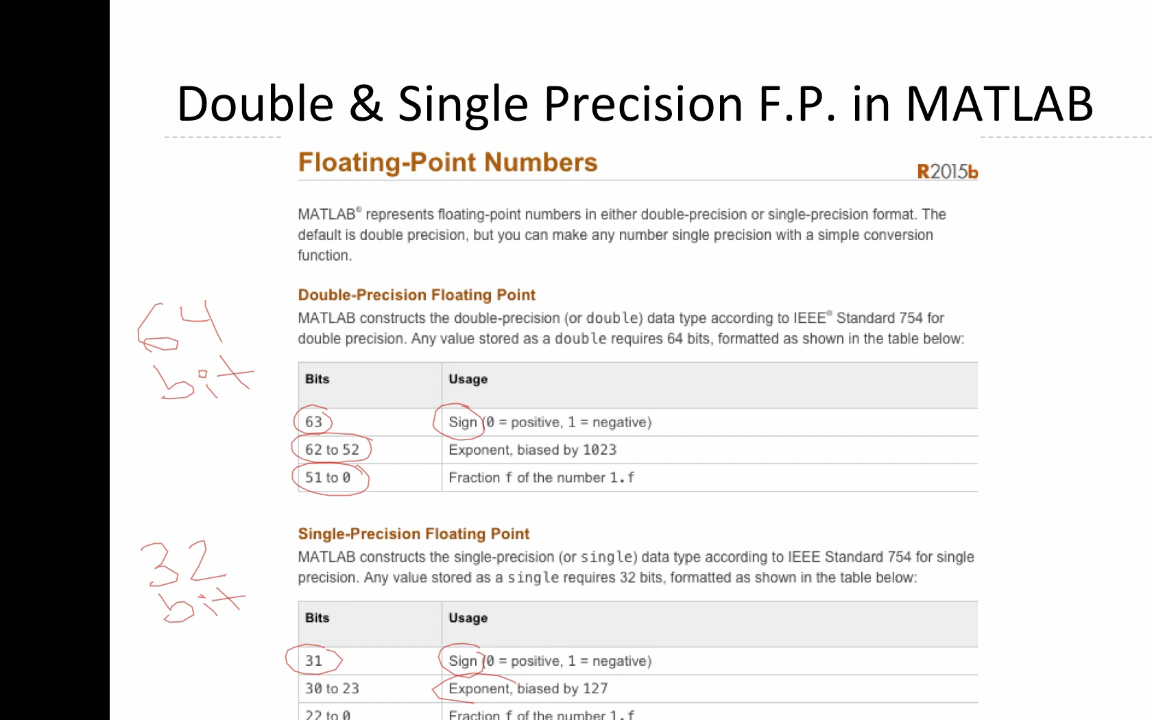 Double & Single Precision F.P. in MATLAB
Floating-Point Numbers
R2015b
MATLAB® represents floating-point numbers in either double-precision or single-precision format. The
default is double precision, but you can make any number single precision with a simple conversion
function.
64
bit
Double-Precision Floating Point
MATLAB constructs the double-precision (or double) data type according to IEEE® Standard 754 for
double precision. Any value stored as a double requires 64 bits, formatted as shown in the table below:
Bits Usage
63 Sign (0 = positive, 1 = negative)
62 to 52 Exponent, biased by 1023
51 to 0 Fraction f of the number 1.f
32
bit
Single-Precision Floating Point
MATLAB constructs the single-precision (or single) data type according to IEEE Standard 754 for single
precision. Any value stored as a single requires 32 bits, formatted as shown in the table below:
Bits Usage
31 Sign (0 = positive, 1 = negative)
30 to 23 Exponent, biased by 127
22 to 0 Fraction f of the number 1.f